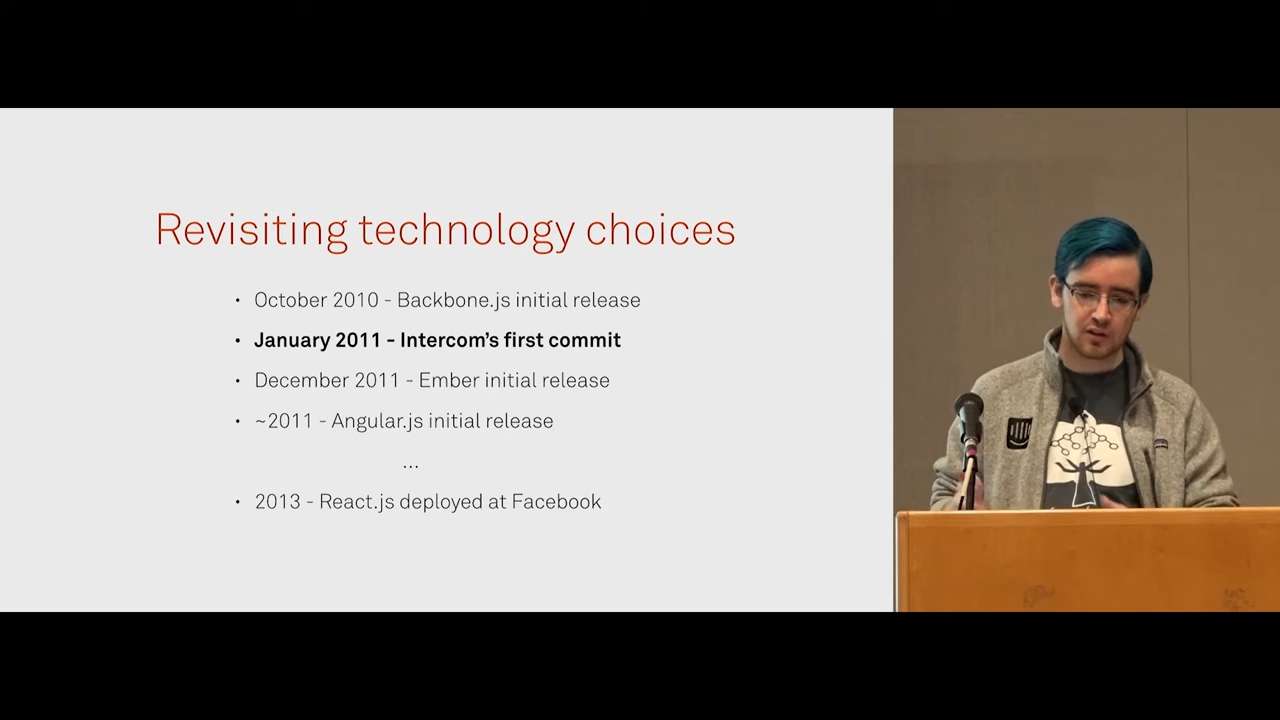 Revisiting technology choices
• October 2010 - Backbone.js initial release
• January 2011 - Intercom's first commit
• December 2011 - Ember initial release
• ~2011 - Angular.js initial release
...
• 2013 - React.js deployed at Facebook